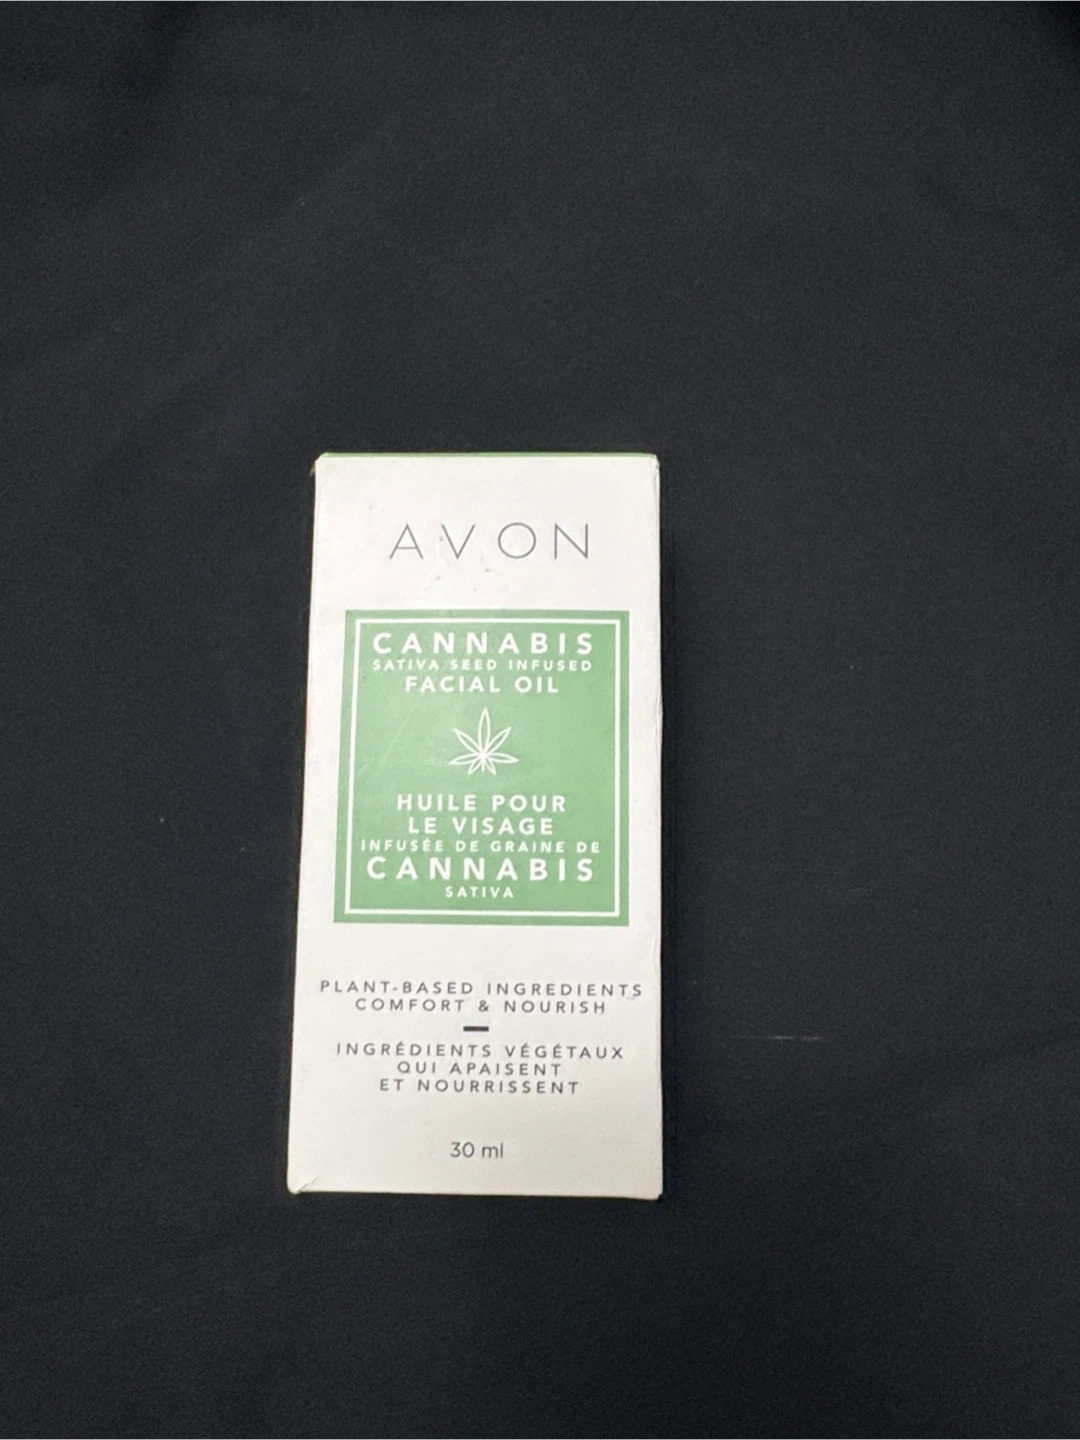 AVON
CANNABIS
SATIVA SEED INFUSED
FACIAL OIL
HUILE POUR
LE VISAGE
INFUSÉE DE GRAINE DE
CANNABIS
SATIVA
PLANT-BASED INGREDIENTS
COMFORT & NOURISH
INGRÉDIENTS VÉGÉTAUX
QUI APAISENT
ET NOURRISSENT
30 ml